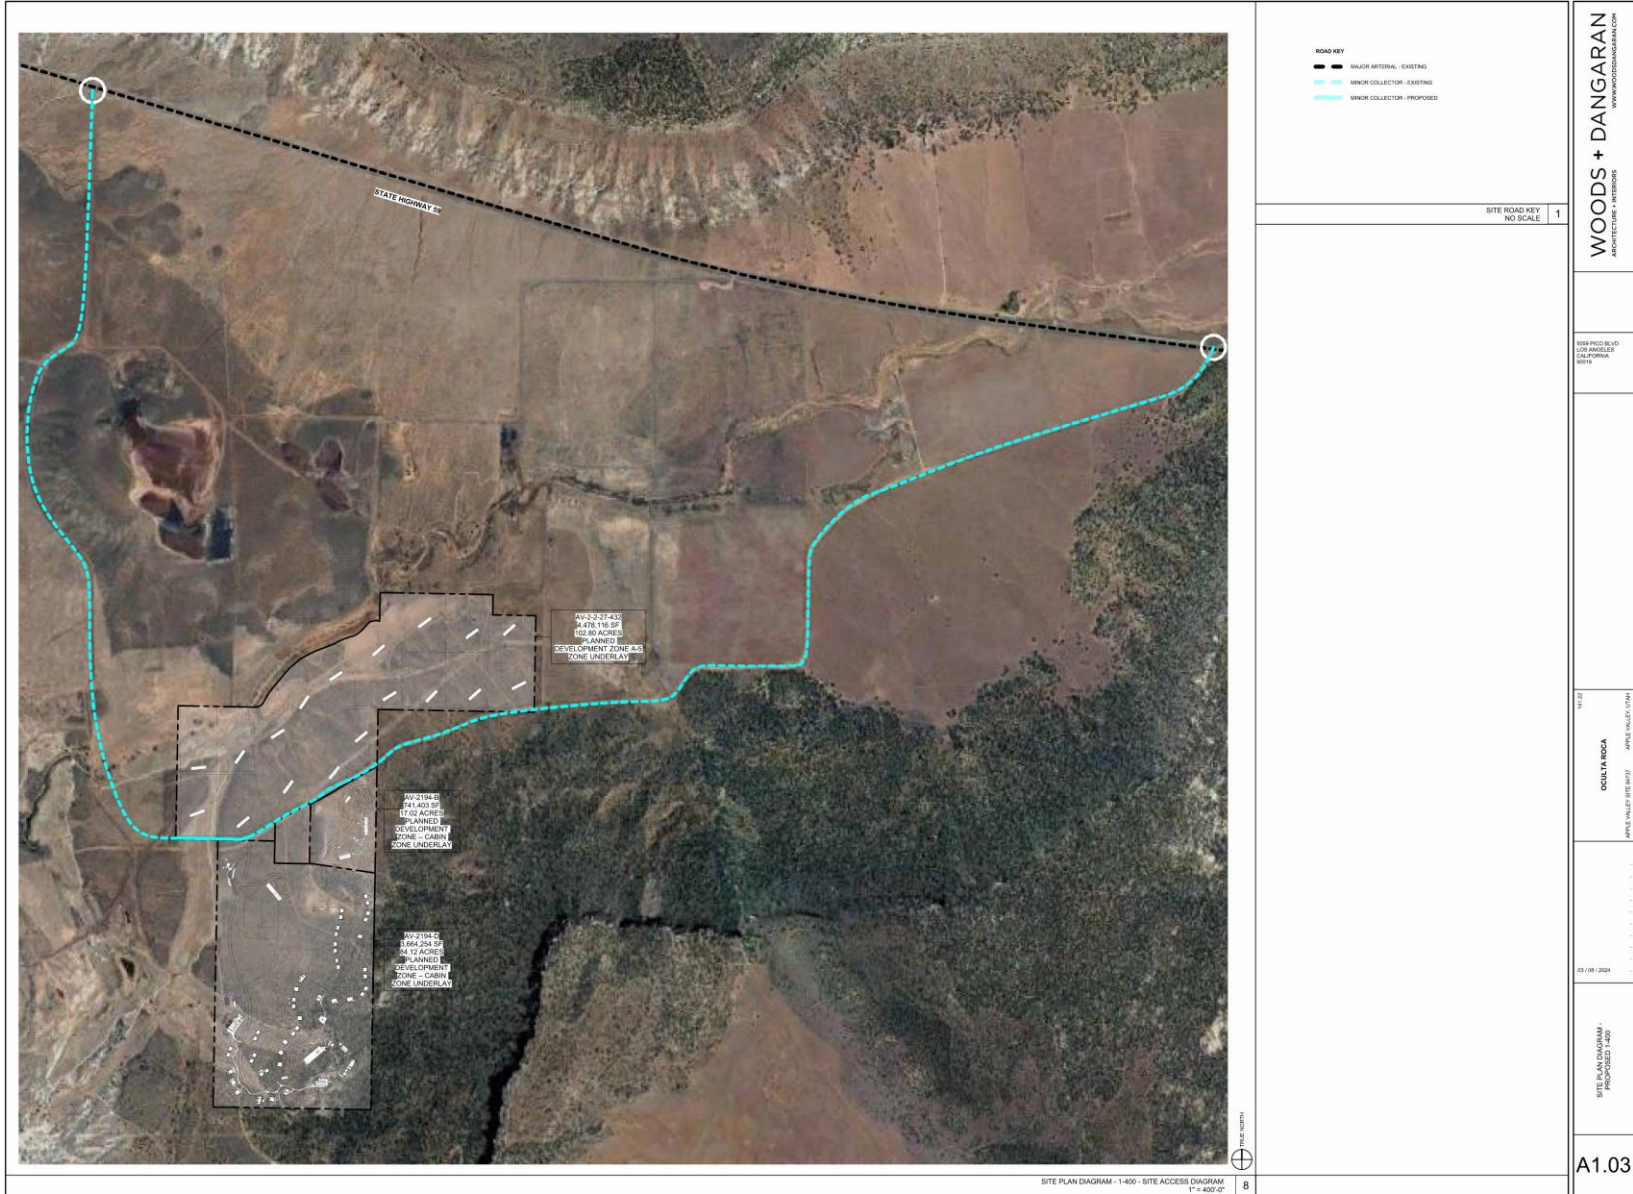 ROAD KEY
MAJOR ARTERIAL - EXISTING
MINOR COLLECTOR - EXISTING
MINOR COLLECTOR - PROPOSED
SITE ROAD KEY
NO SCALE
1
STATE HIGHWAY 59
AV-2-2-27-432
4,478,116 SF
102.80 ACRES
PLANNED
DEVELOPMENT ZONE A-5
ZONE UNDERLAY
AV-2194-B
741,403 SF
17.02 ACRES
PLANNED
DEVELOPMENT
ZONE – CABIN
ZONE UNDERLAY
AV-2194-D
3,664,254 SF
84.12 ACRES
PLANNED
DEVELOPMENT
ZONE – CABIN
ZONE UNDERLAY
TRUE NORTH
SITE PLAN DIAGRAM - 1-400 - SITE ACCESS DIAGRAM
1" = 400'-0"
8
WOODS + DANGARAN
ARCHITECTURE + INTERIORS
WWW.WOODSDANGARAN.COM
LOS ANGELES
CALIFORNIA
90019
OCULTA ROCA
APPLE VALLEY SITE 84737
APPLE VALLEY, UTAH
03 / 08 / 2024
SITE PLAN DIAGRAM -
PROPOSED 1-400
A1.03